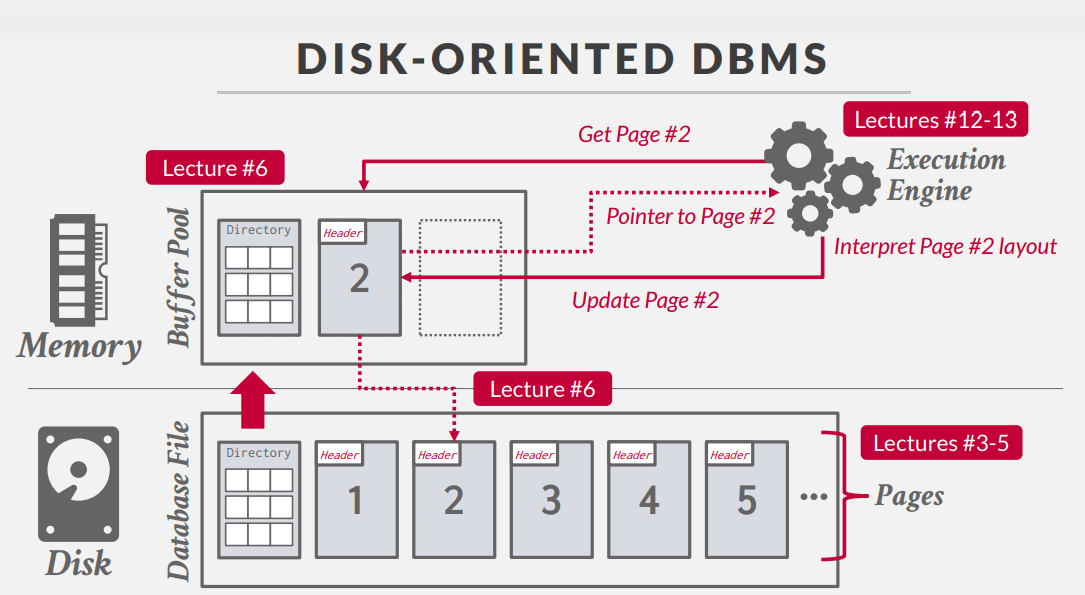 DISK-ORIENTED DBMS
Lectures #12-13
Get Page #2
Execution
Engine
Lecture #6
Pointer to Page #2
Directory
Header
2
Buffer Pool
Interpret Page #2 layout
Update Page #2
Memory
Lecture #6
Database File
Directory
Header
1
Header
2
Header
3
Header
4
Header
5
...
Lectures #3-5
Pages
Disk